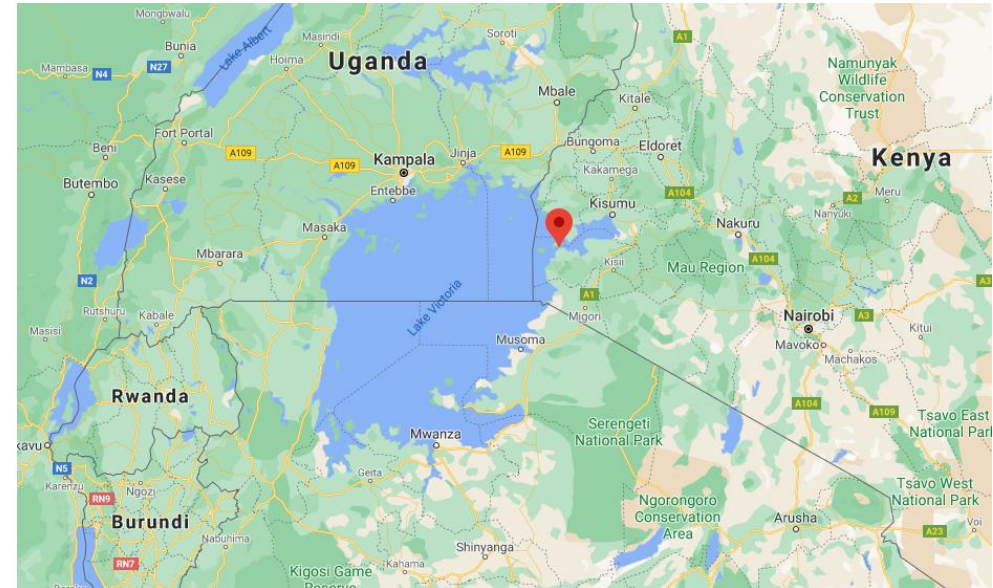 Mongbwalu
Bunia
N27
Mambasa
N4
Lake Albert
Masindi
Hoima
Uganda
Soroti
Mbale
Kitale
A1
Namunyak
Wildlife
Conservation
Trust
Fort Portal
Beni
Butembo
Kasese
A109
A109
Kampala
Jinja
A109
Entebbe
Bungoma
Eldoret
Kakamega
Kenya
A104
A2
Meru
Nanyuki
Masaka
Mbarara
Kisumu
Nakuru
A104
Kisii
Mau Region
N2
Rutshuru
Kabale
Masisi
Lake Victoria
A1
Migori
Musoma
Nairobi
A3
A3
Mavoko
Machakos
Kitui
Rwanda
A104
A109
Tsavo East
National Park
Serengeti
National Park
kavu
N5
Karenzu
RN9
Ngozi
Mwanza
Geita
Tsavo West
National Park
Voi
Burundi
RN7
Nabuhima
Ngorongoro
Conservation
Area
Arusha
A23
Shinyanga
Kahama
Kigosi Game
Reserve